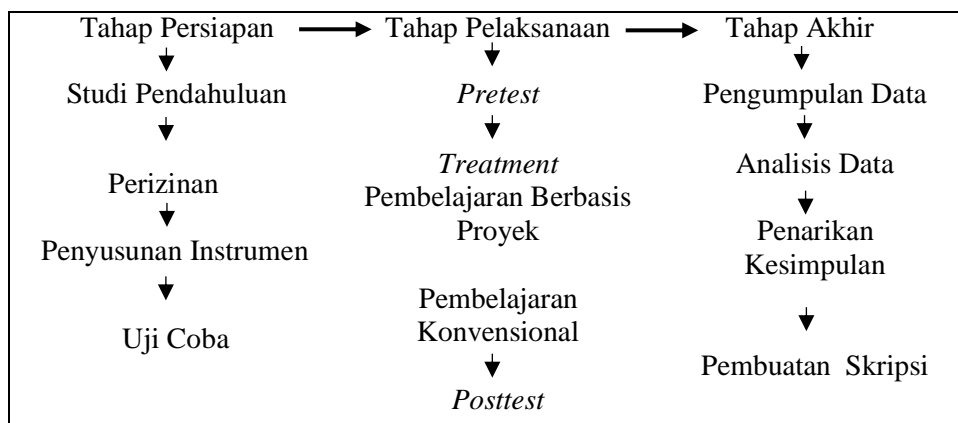 Tahap Persiapan
Tahap Pelaksanaan
Tahap Akhir
Studi Pendahuluan
Perizinan
Penyusunan Instrumen
Uji Coba
Pretest
Treatment
Pembelajaran Berbasis
Proyek
Pembelajaran
Konvensional
Posttest
Pengumpulan Data
Analisis Data
Penarikan
Kesimpulan
Pembuatan Skripsi